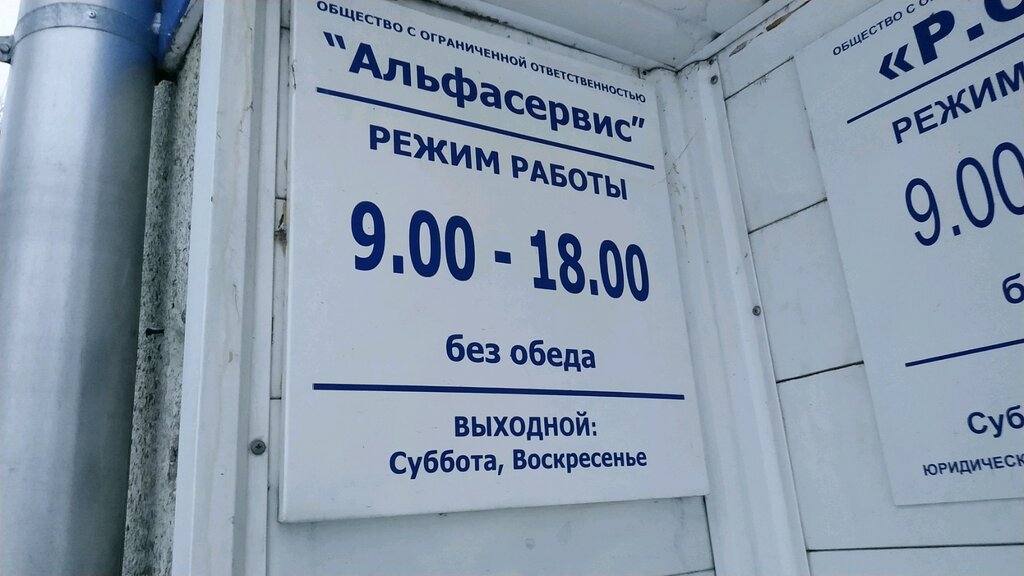 ОБЩЕСТВО С ОГРАНИЧЕННОЙ ОТВЕТСТВЕННОСТЬЮ
"Альфасервис"
РЕЖИМ РАБОТЫ
9.00 - 18.00
без обеда
ВЫХОДНОЙ:
Суббота, Воскресенье
ОБЩЕСТВО С
«Р.
РЕЖИМ
9.00